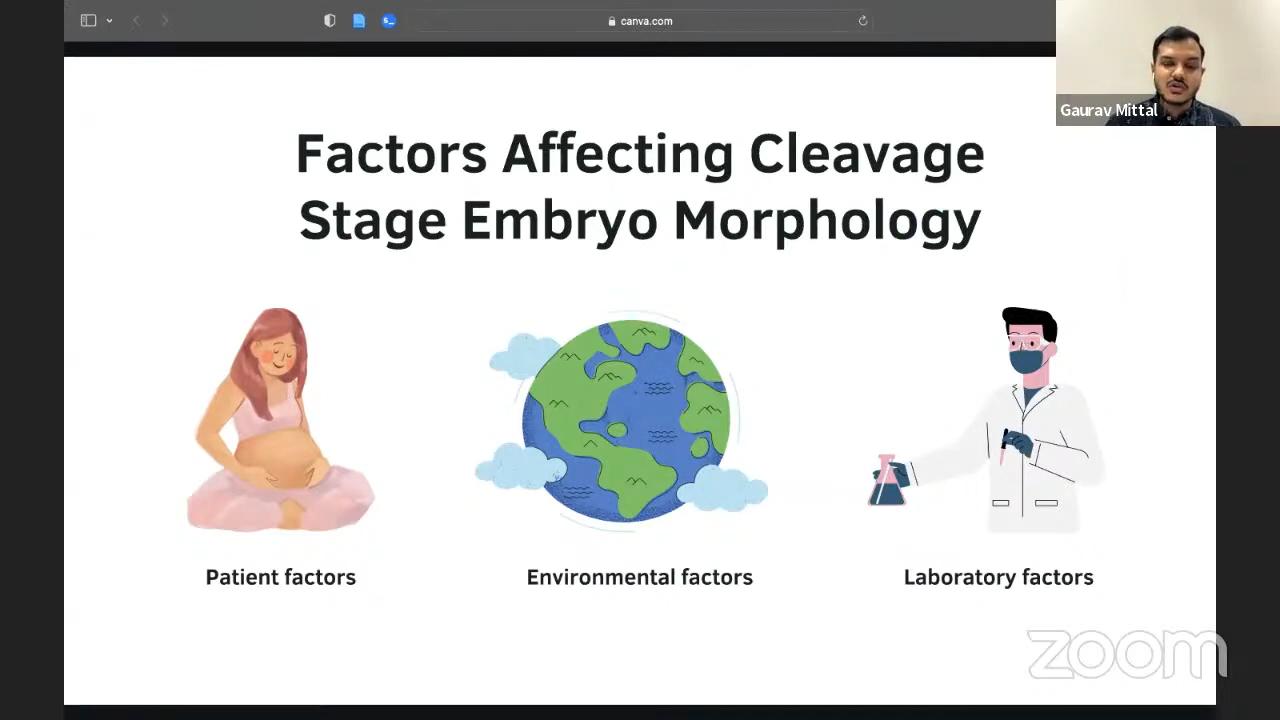 canva.com
Gaurav Mittal
Factors Affecting Cleavage
Stage Embryo Morphology
Patient factors
Environmental factors
Laboratory factors
zoom